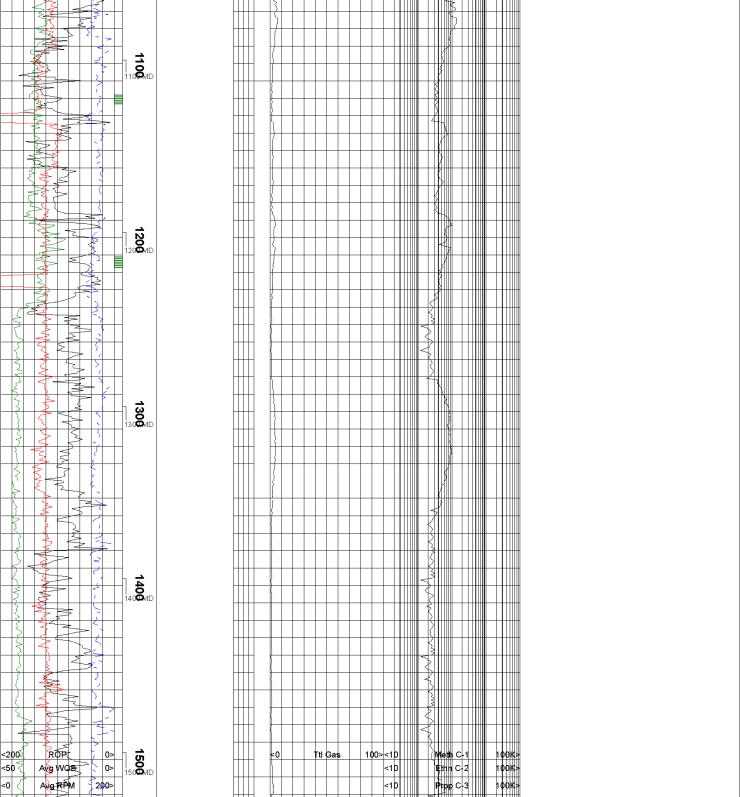 1100
1100 MD
1200
1200 MD
1300
1300 MD
1400
1400 MD
1500
1500 MD
<200 ROP 0>
<50 Avg WOB 0>
<0 Avg RPM 200>
<0 Ttl Gas 100>
<10 Meth C-1 100K>
<10 Ethn C-2 100K>
<10 Prop C-3 100K>